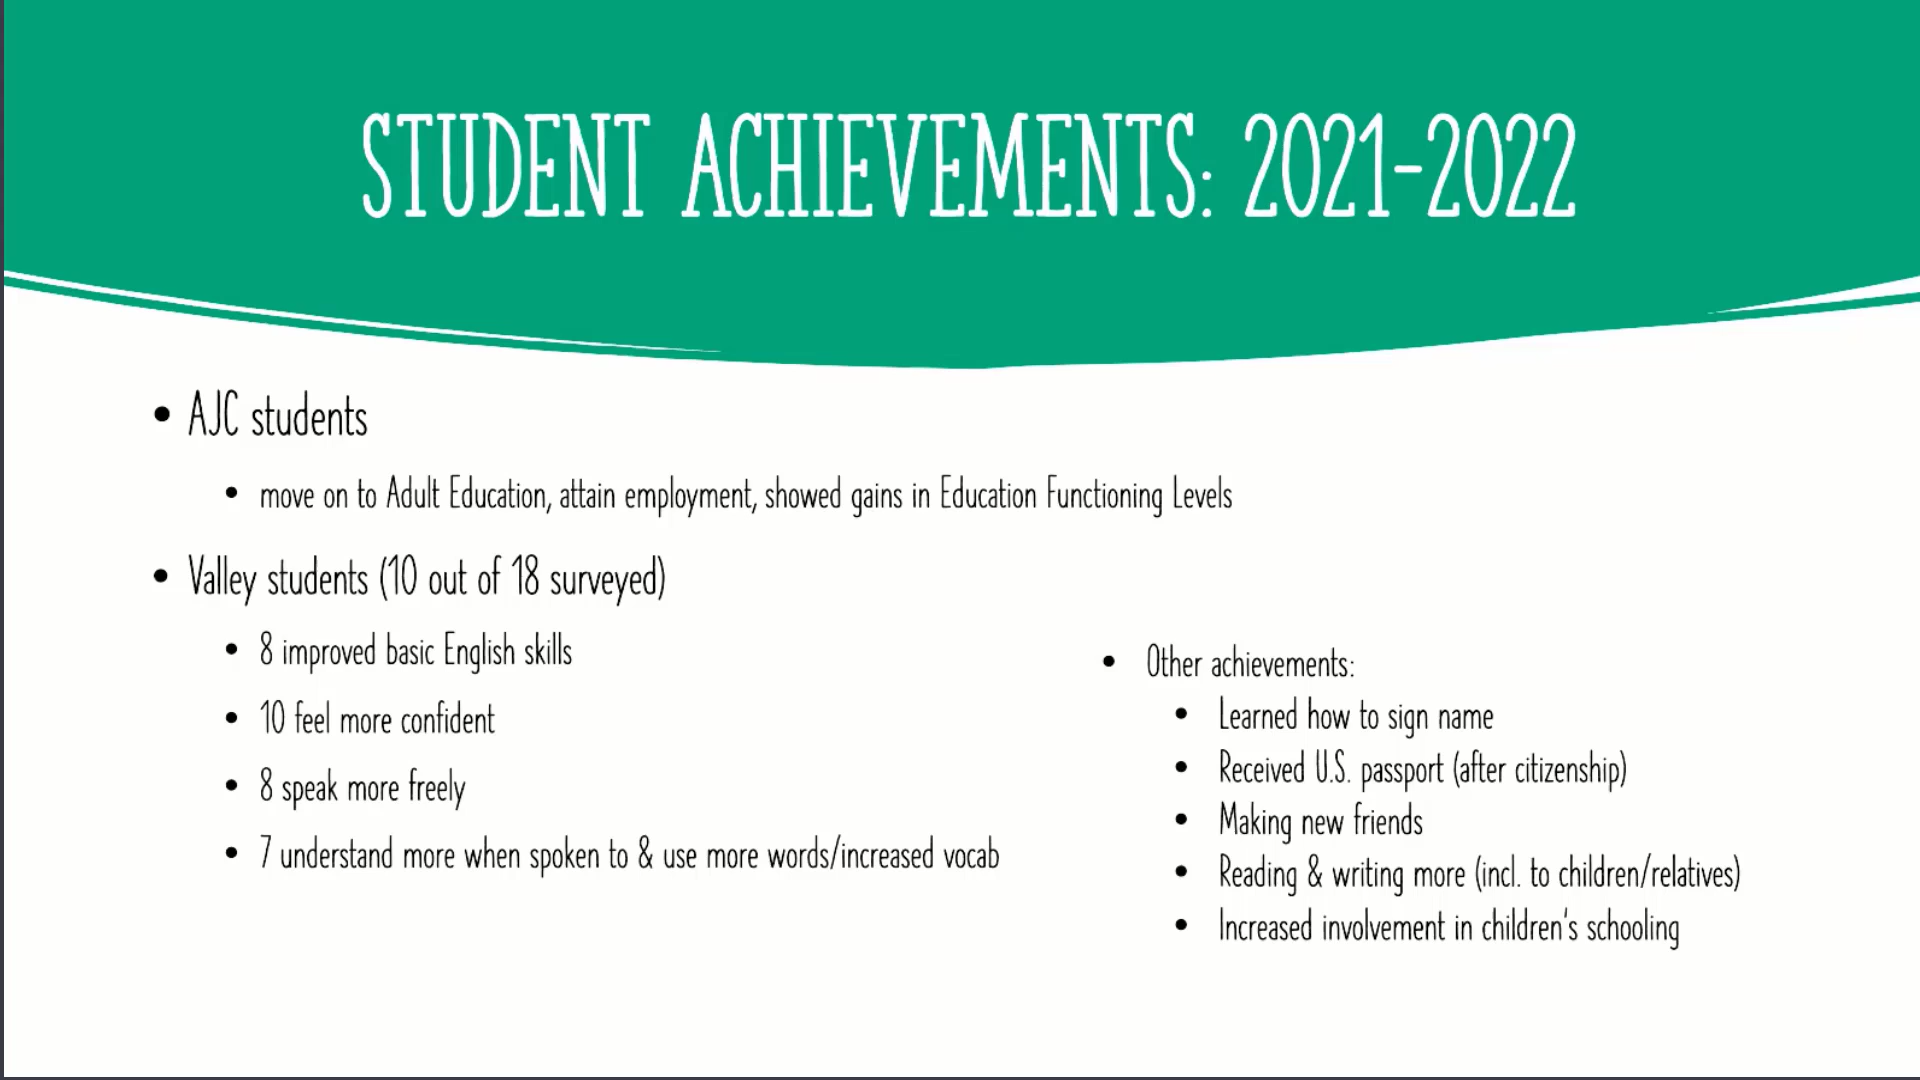 STUDENT ACHIEVEMENTS: 2021-2022
• AJC students
• move on to Adult Education, attain employment, showed gains in Education Functioning Levels
• Valley students (10 out of 18 surveyed)
• 8 improved basic English skills
• 10 feel more confident
• 8 speak more freely
• 7 understand more when spoken to & use more words/increased vocab
• Other achievements:
• Learned how to sign name
• Received U.S. passport (after citizenship)
• Making new friends
• Reading & writing more (incl. to children/relatives)
• Increased involvement in children's schooling